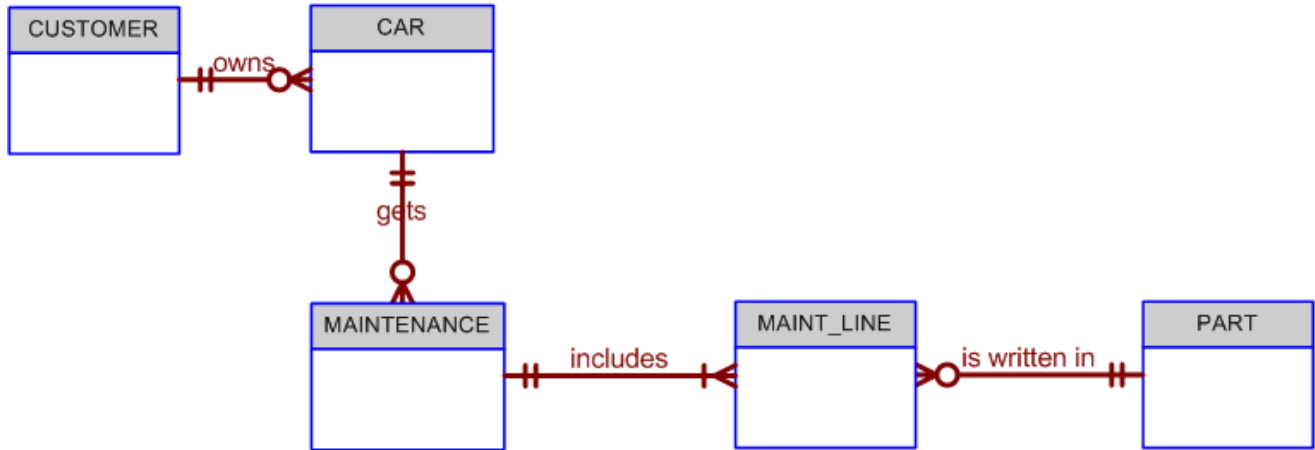 CUSTOMER
owns
CAR
gets
MAINTENANCE
includes
MAINT_LINE
is written in
PART